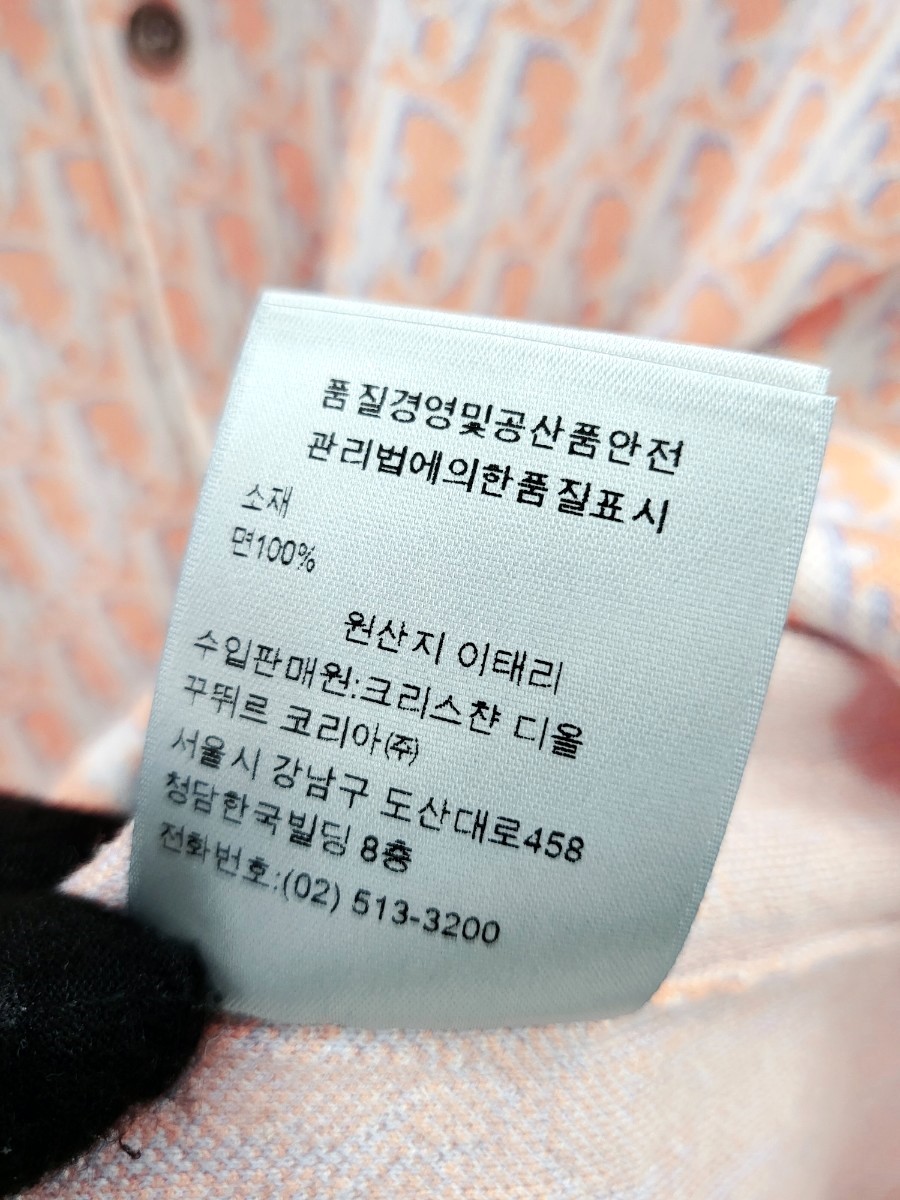 품질경영및공산품안전
관리법에의한품질표시
소재
면100%
원산지 이태리
수입판매원:크리스챤 디올
꾸뛰르 코리아㈜
서울시 강남구 도산대로458
청담한국빌딩 8층
전화번호:(02) 513-3200